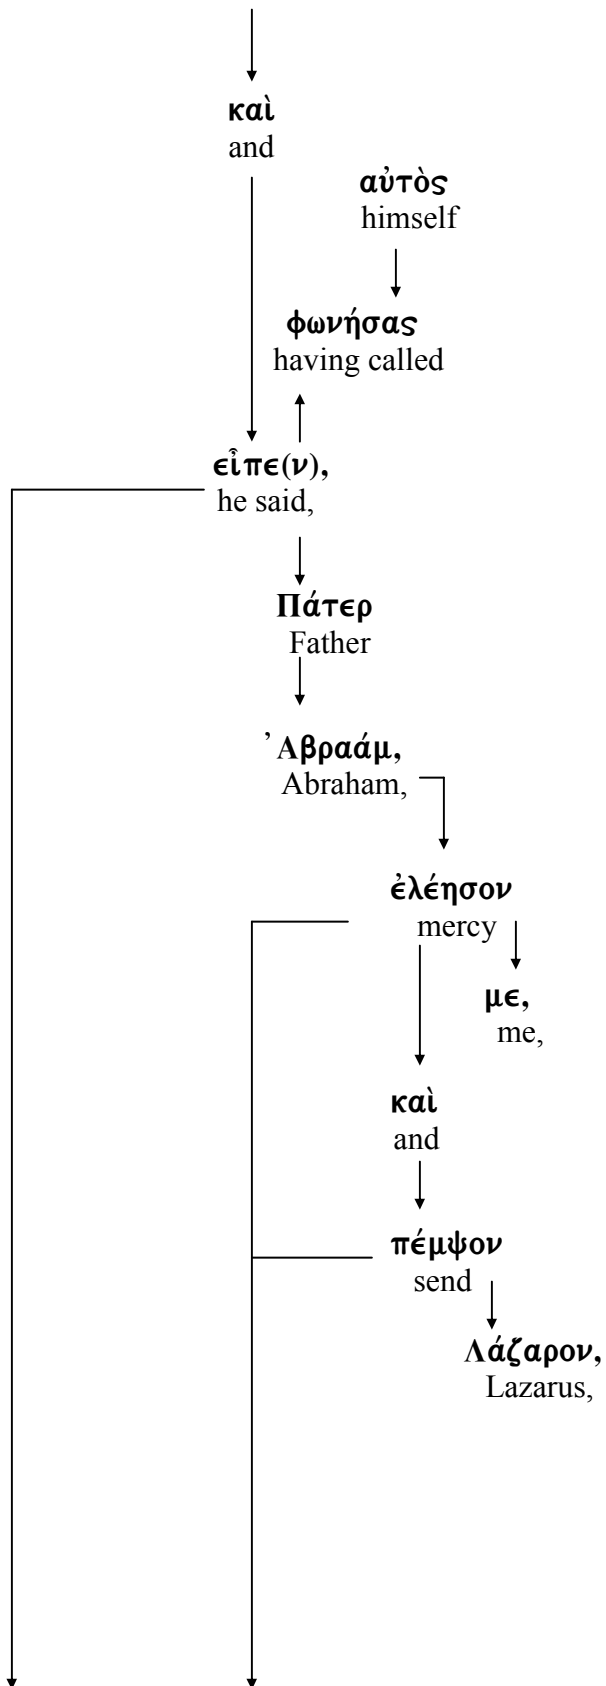 καὶ
and
αὐτὸς
himself
φωνήσας
having called
εἶπε(ν),
he said,
Πάτερ
Father
᾿Αβραάμ,
Abraham,
ἐλέησον
mercy
με,
me,
καὶ
and
πέμψον
send
Λάζαρον,
Lazarus,